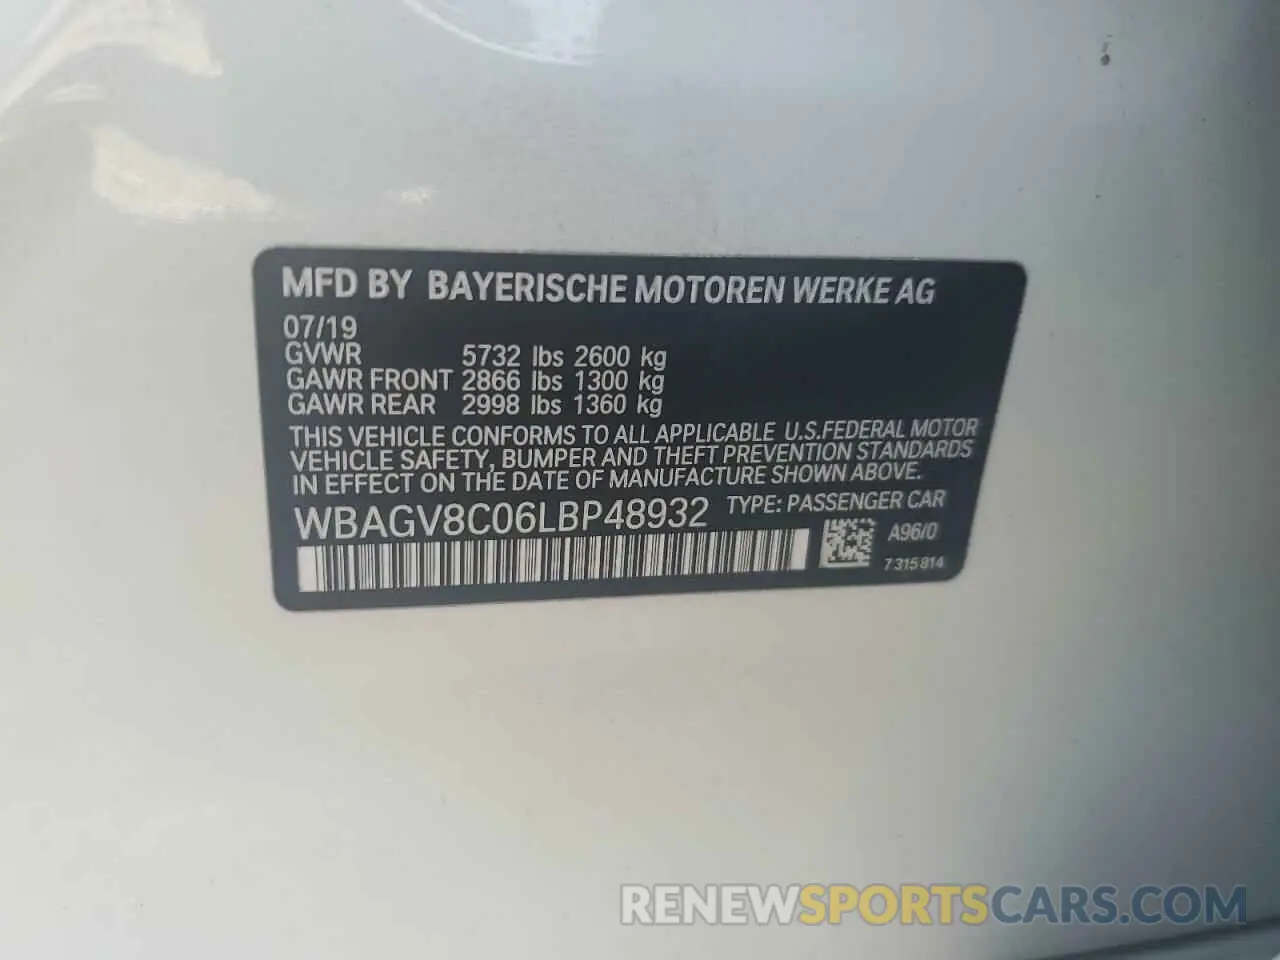 MFD BY BAYERISCHE MOTOREN WERKE AG
07/19
GVWR 5732 lbs 2600 kg
GAWR FRONT 2866 lbs 1300 kg
GAWR REAR 2998 lbs 1360 kg
THIS VEHICLE CONFORMS TO ALL APPLICABLE U.S.FEDERAL MOTOR
VEHICLE SAFETY, BUMPER AND THEFT PREVENTION STANDARDS
IN EFFECT ON THE DATE OF MANUFACTURE SHOWN ABOVE.
WBAGV8C06LBP48932 TYPE: PASSENGER CAR
A96/0
7315814
RENEWSPORTSCARS.COM